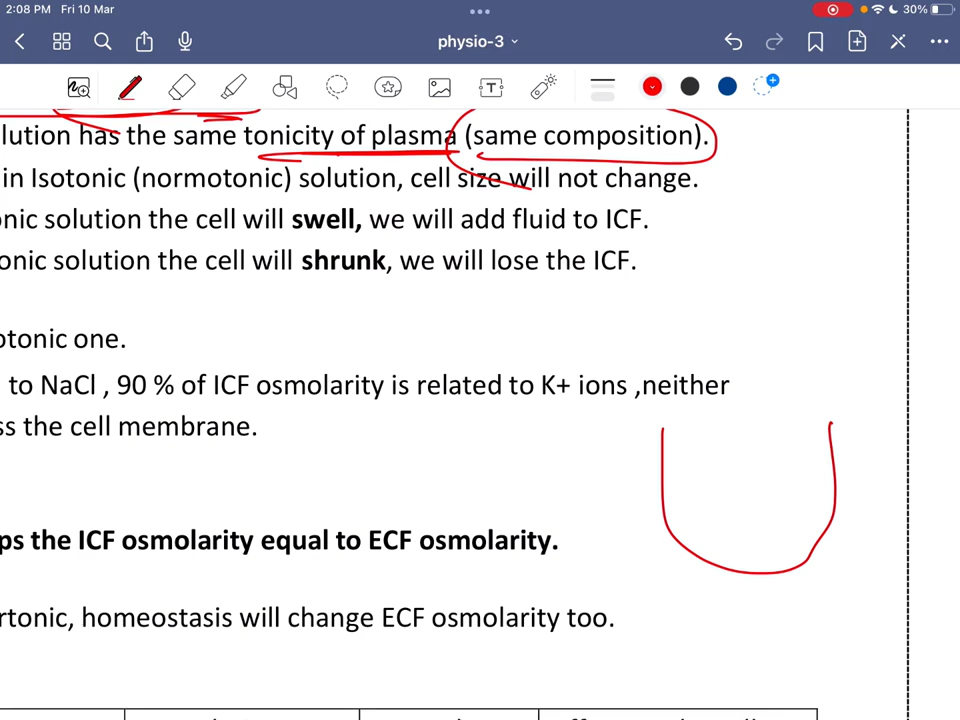 2:08 PM Fri 10 Mar 30%
physio-3
lution has the same tonicity of plasma (same composition).
in Isotonic (normotonic) solution, cell size will not change.
onic solution the cell will swell, we will add fluid to ICF.
onic solution the cell will shrunk, we will lose the ICF.
otonic one.
to NaCl , 90 % of ICF osmolarity is related to K+ ions ,neither
ss the cell membrane.
ps the ICF osmolarity equal to ECF osmolarity.
rtonic, homeostasis will change ECF osmolarity too.